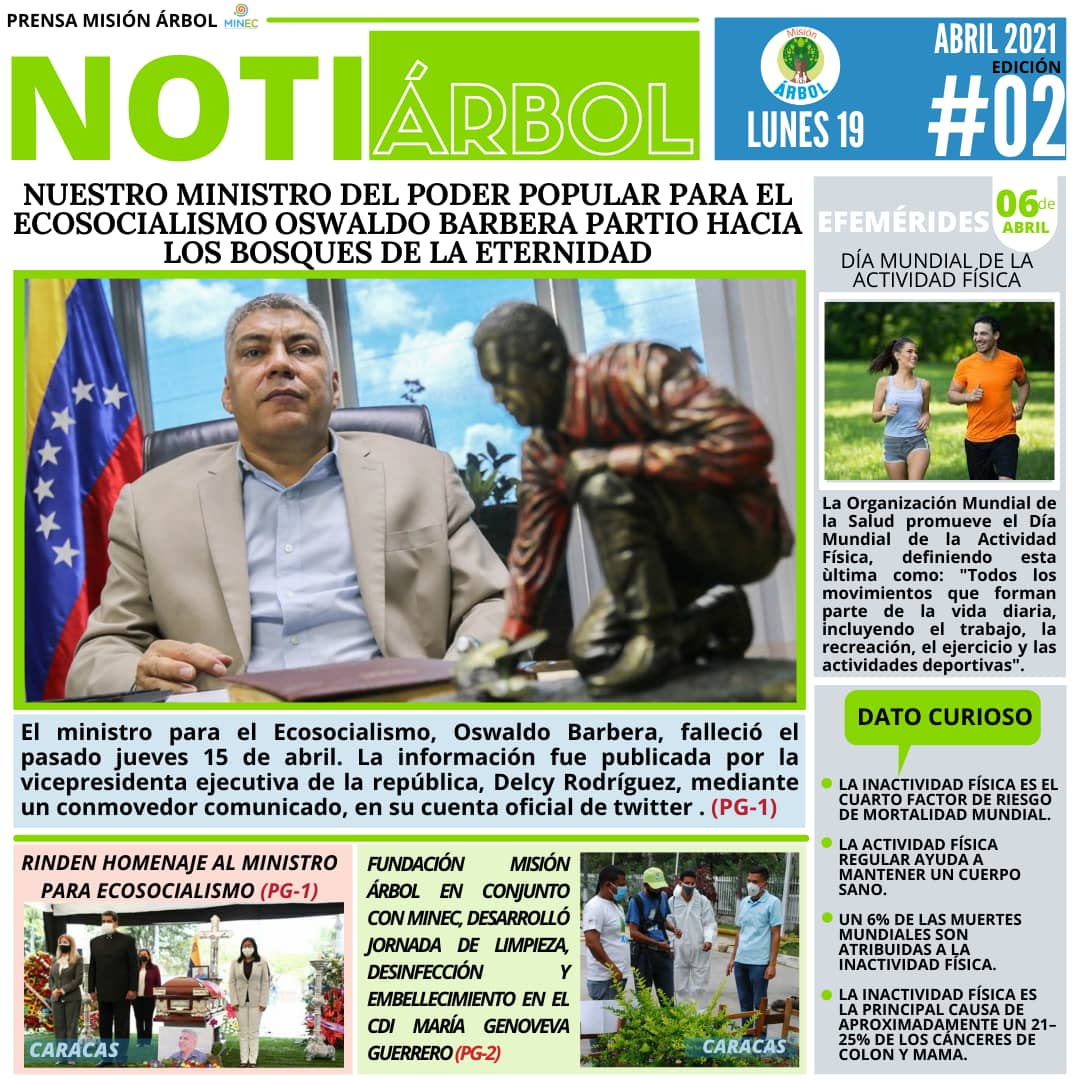 PRENSA MISIÓN ÁRBOL
MINEC
NOTI ÁRBOL
Misión
ÁRBOL
LUNES 19
ABRIL 2021
EDICIÓN
#02
NUESTRO MINISTRO DEL PODER POPULAR PARA EL
ECOSOCIALISMO OSWALDO BARBERA PARTIO HACIA
LOS BOSQUES DE LA ETERNIDAD
El ministro para el Ecosocialismo, Oswaldo Barbera, falleció el
pasado jueves 15 de abril. La información fue publicada por la
vicepresidenta ejecutiva de la república, Delcy Rodríguez, mediante
un conmovedor comunicado, en su cuenta oficial de twitter . (PG-1)
RINDEN HOMENAJE AL MINISTRO
PARA ECOSOCIALISMO (PG-1)
CARACAS
FUNDACIÓN MISIÓN
ÁRBOL EN CONJUNTO
CON MINEC, DESARROLLÓ
JORNADA DE LIMPIEZA,
DESINFECCIÓN Y
EMBELLECIMIENTO EN EL
CDI MARÍA GENOVEVA
GUERRERO (PG-2)
CARACAS
EFEMÉRIDES
06 de
ABRIL
DÍA MUNDIAL DE LA
ACTIVIDAD FÍSICA
La Organización Mundial de
la Salud promueve el Día
Mundial de la Actividad
Física, definiendo esta
ùltima como: "Todos los
movimientos que forman
parte de la vida diaria,
incluyendo el trabajo, la
recreación, el ejercicio y las
actividades deportivas".
DATO CURIOSO
LA INACTIVIDAD FÍSICA ES EL
CUARTO FACTOR DE RIESGO
DE MORTALIDAD MUNDIAL.
LA ACTIVIDAD FÍSICA
REGULAR AYUDA A
MANTENER UN CUERPO
SANO.
UN 6% DE LAS MUERTES
MUNDIALES SON
ATRIBUIDAS A LA
INACTIVIDAD FÍSICA.
LA INACTIVIDAD FÍSICA ES
LA PRINCIPAL CAUSA DE
APROXIMADAMENTE UN 21–
25% DE LOS CÁNCERES DE
COLON Y MAMA.